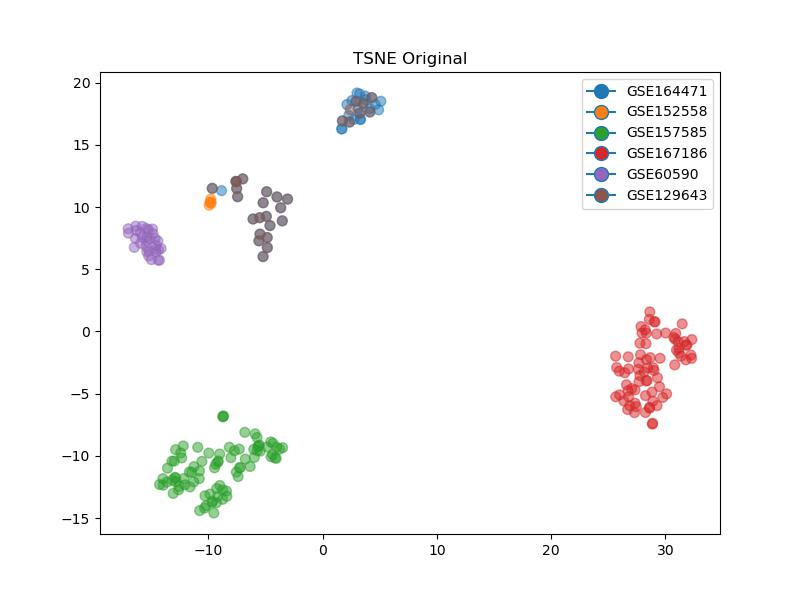 TSNE Original
20
15
10
5
0
−5
−10
−15
−10
0
10
20
30
GSE164471
GSE152558
GSE157585
GSE167186
GSE60590
GSE129643